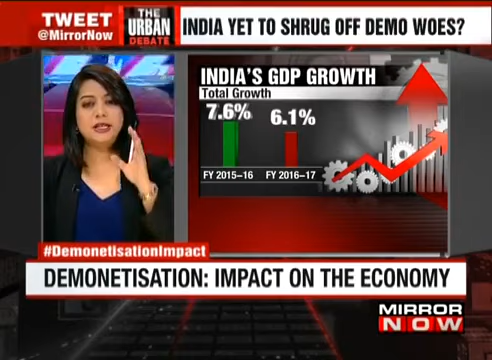 TWEET
@MirrorNow
THE
URBAN
DEBATE
INDIA YET TO SHRUG OFF DEMO WOES?
INDIA'S GDP GROWTH
Total Growth
7.6%
6.1%
FY 2015–16
FY 2016–17
#DemonetisationImpact
DEMONETISATION: IMPACT ON THE ECONOMY
MIRROR
NOW